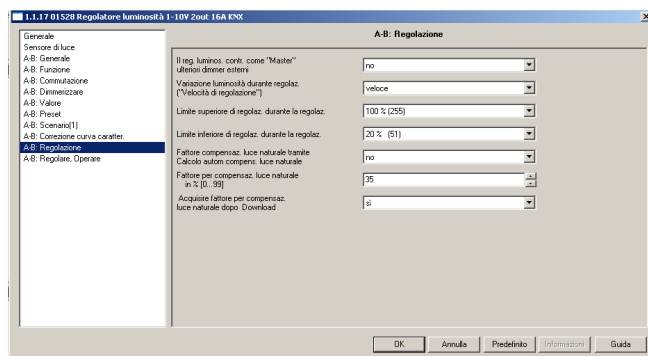 1.1.17 01528 Regolatore luminosità 1-10V 2out 16A KNX
Generale
Sensore di luce
A-B: Generale
A-B: Funzione
A-B: Commutazione
A-B: Dimmerizzare
A-B: Valore
A-B: Preset
A-B: Scenario(1)
A-B: Correzione curva caratter.
A-B: Regolazione
A-B: Regolare, Operare
A-B: Regolazione
Il reg. luminos. contr. come "Master"
ulteriori dimmer esterni
no
Variazione luminosità durante regolaz.
("Velocità di regolazione")
veloce
Limite superiore di regolaz. durante la regolaz.
100 % (255)
Limite inferiore di regolaz. durante la regolaz.
20 % (51)
Fattore compensaz. luce naturale tramite
Calcolo autom compens. luce naturale
no
Fattore per compensaz. luce naturale
in % [0...99]
35
Acquisire fattore per compensaz.
luce naturale dopo Download
sì
OK
Annulla
Predefinito
Informazioni
Guida